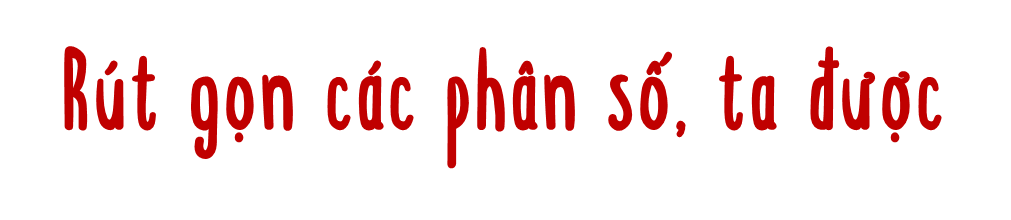 Rút gọn các phân số, ta được